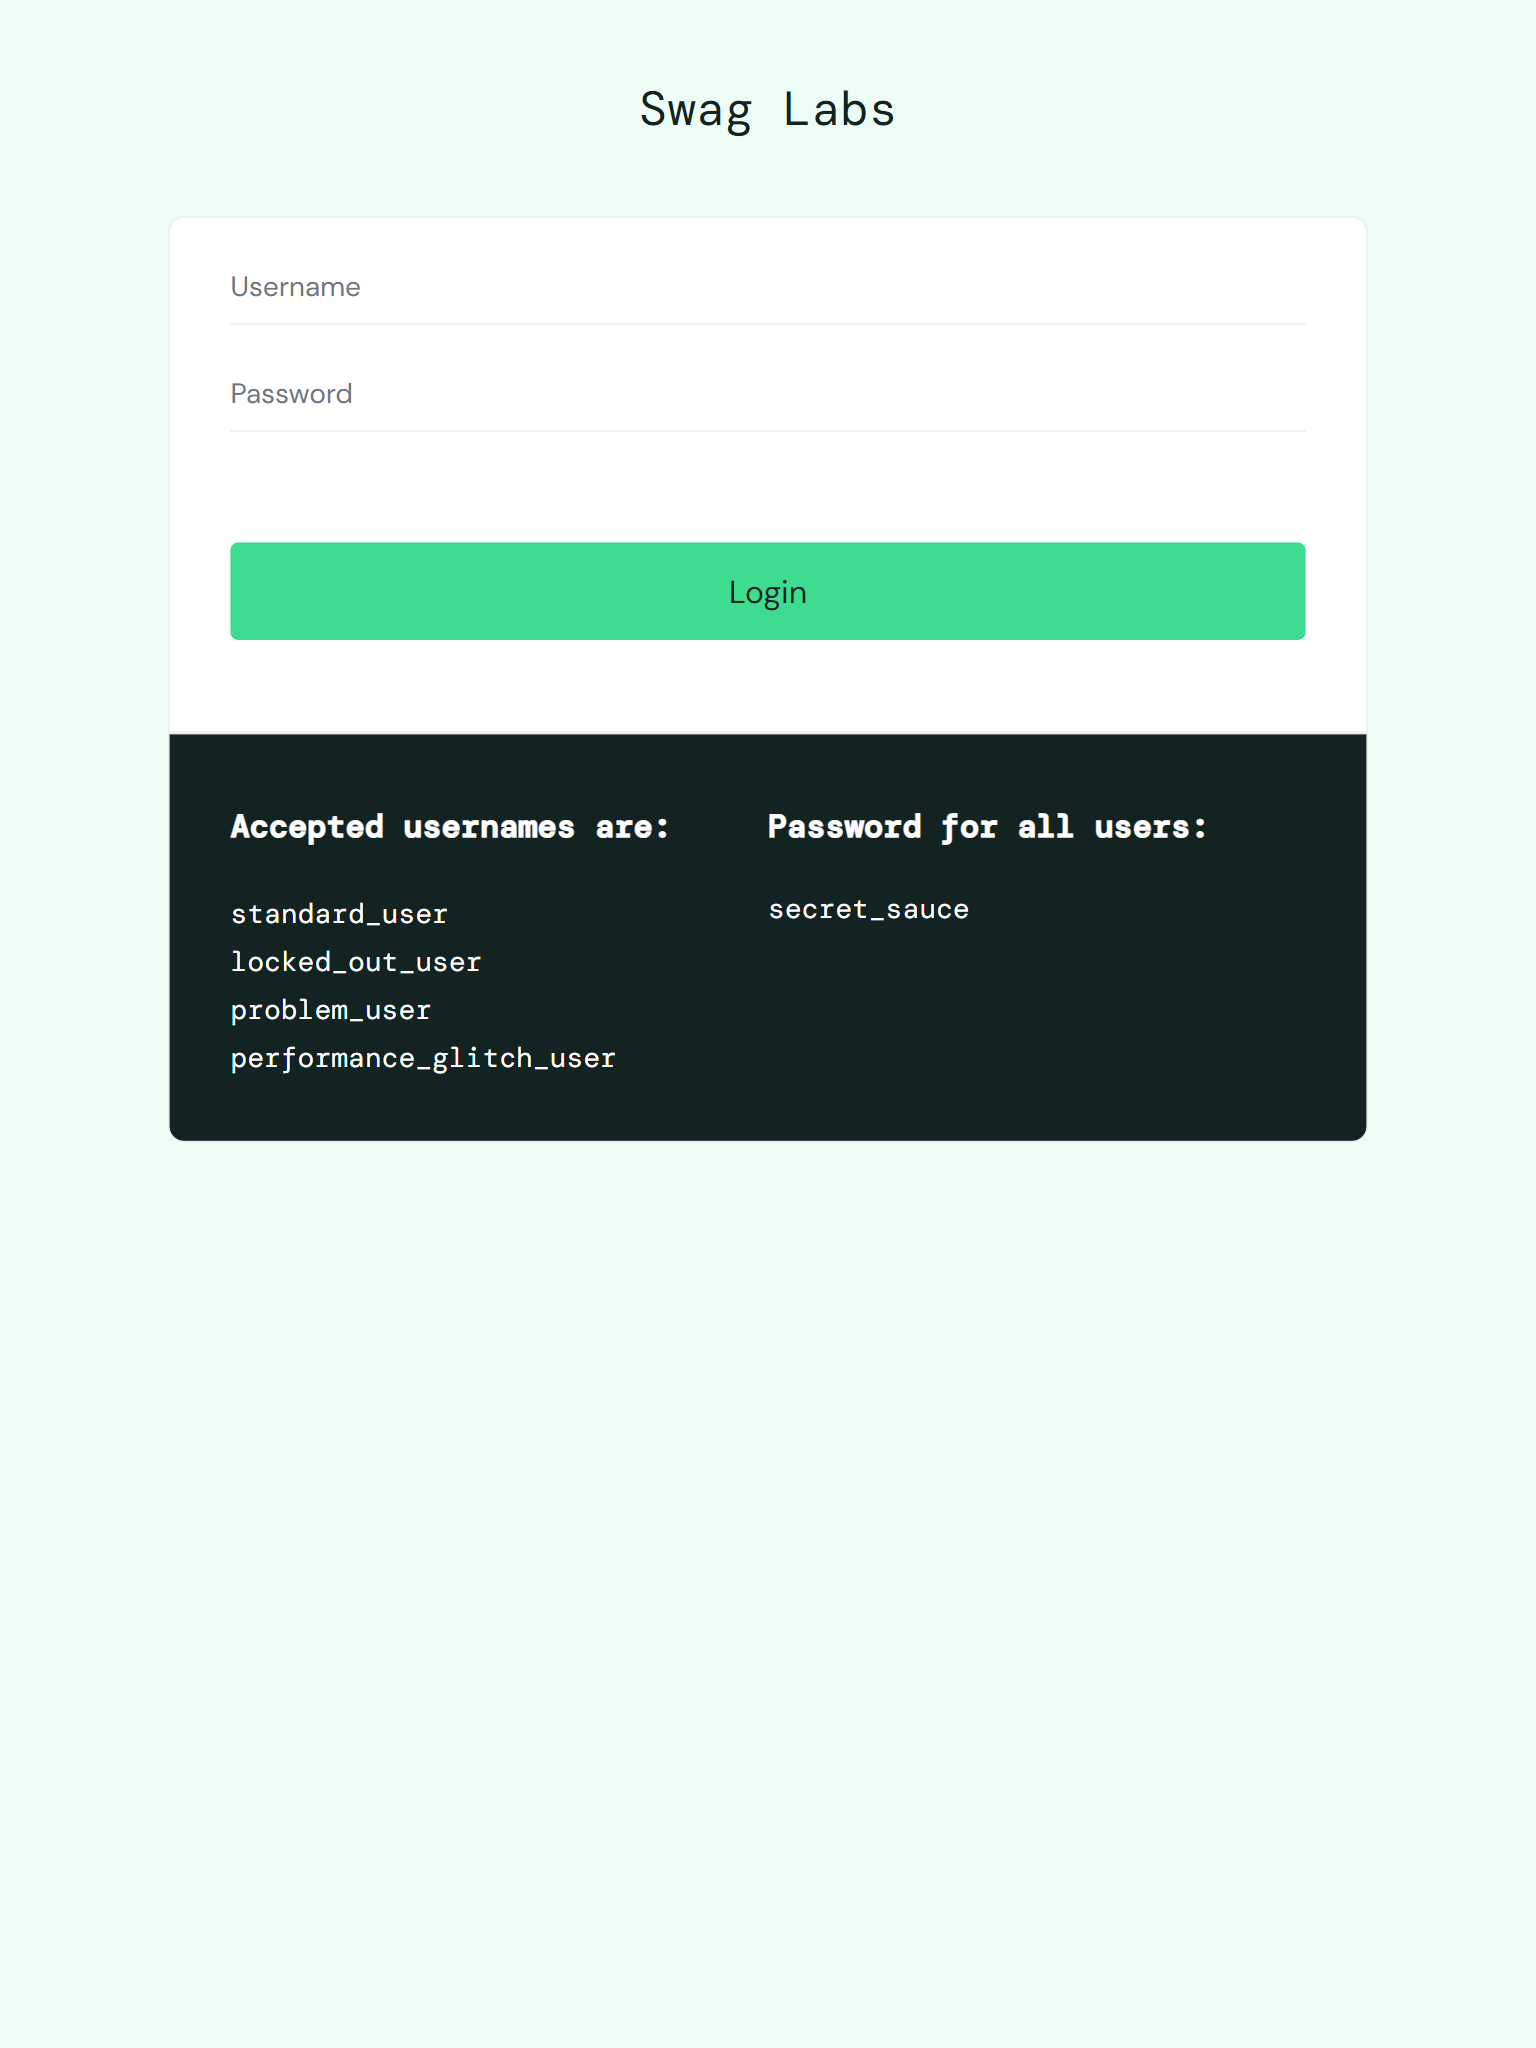 Swag Labs
Username
Password
Login
Accepted usernames are:
standard_user
locked_out_user
problem_user
performance_glitch_user
Password for all users:
secret_sauce